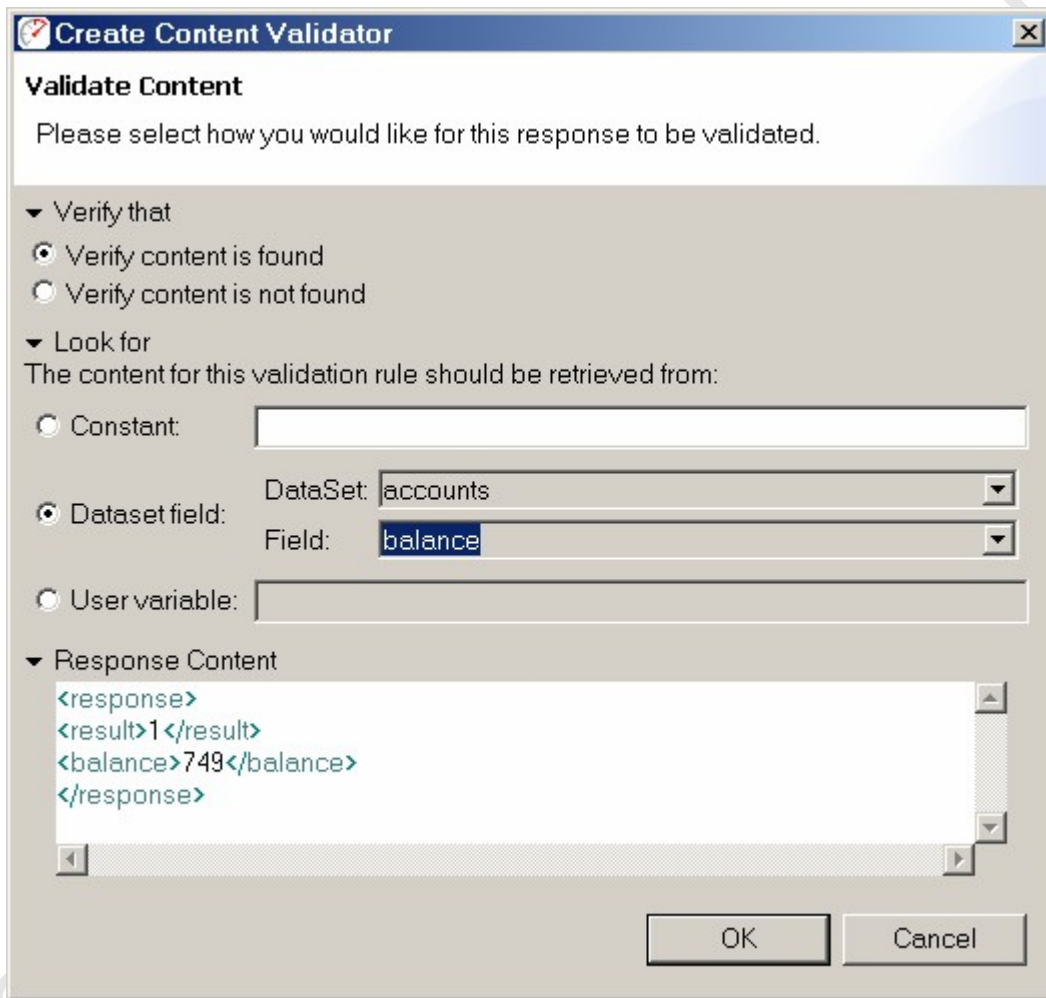 Create Content Validator
Validate Content
Please select how you would like for this response to be validated.
Verify that
Verify content is found
Verify content is not found
Look for
The content for this validation rule should be retrieved from:
Constant:
Dataset field:
DataSet: accounts
Field: balance
User variable:
Response Content
<response>
<result>1</result>
<balance>749</balance>
</response>
OK Cancel